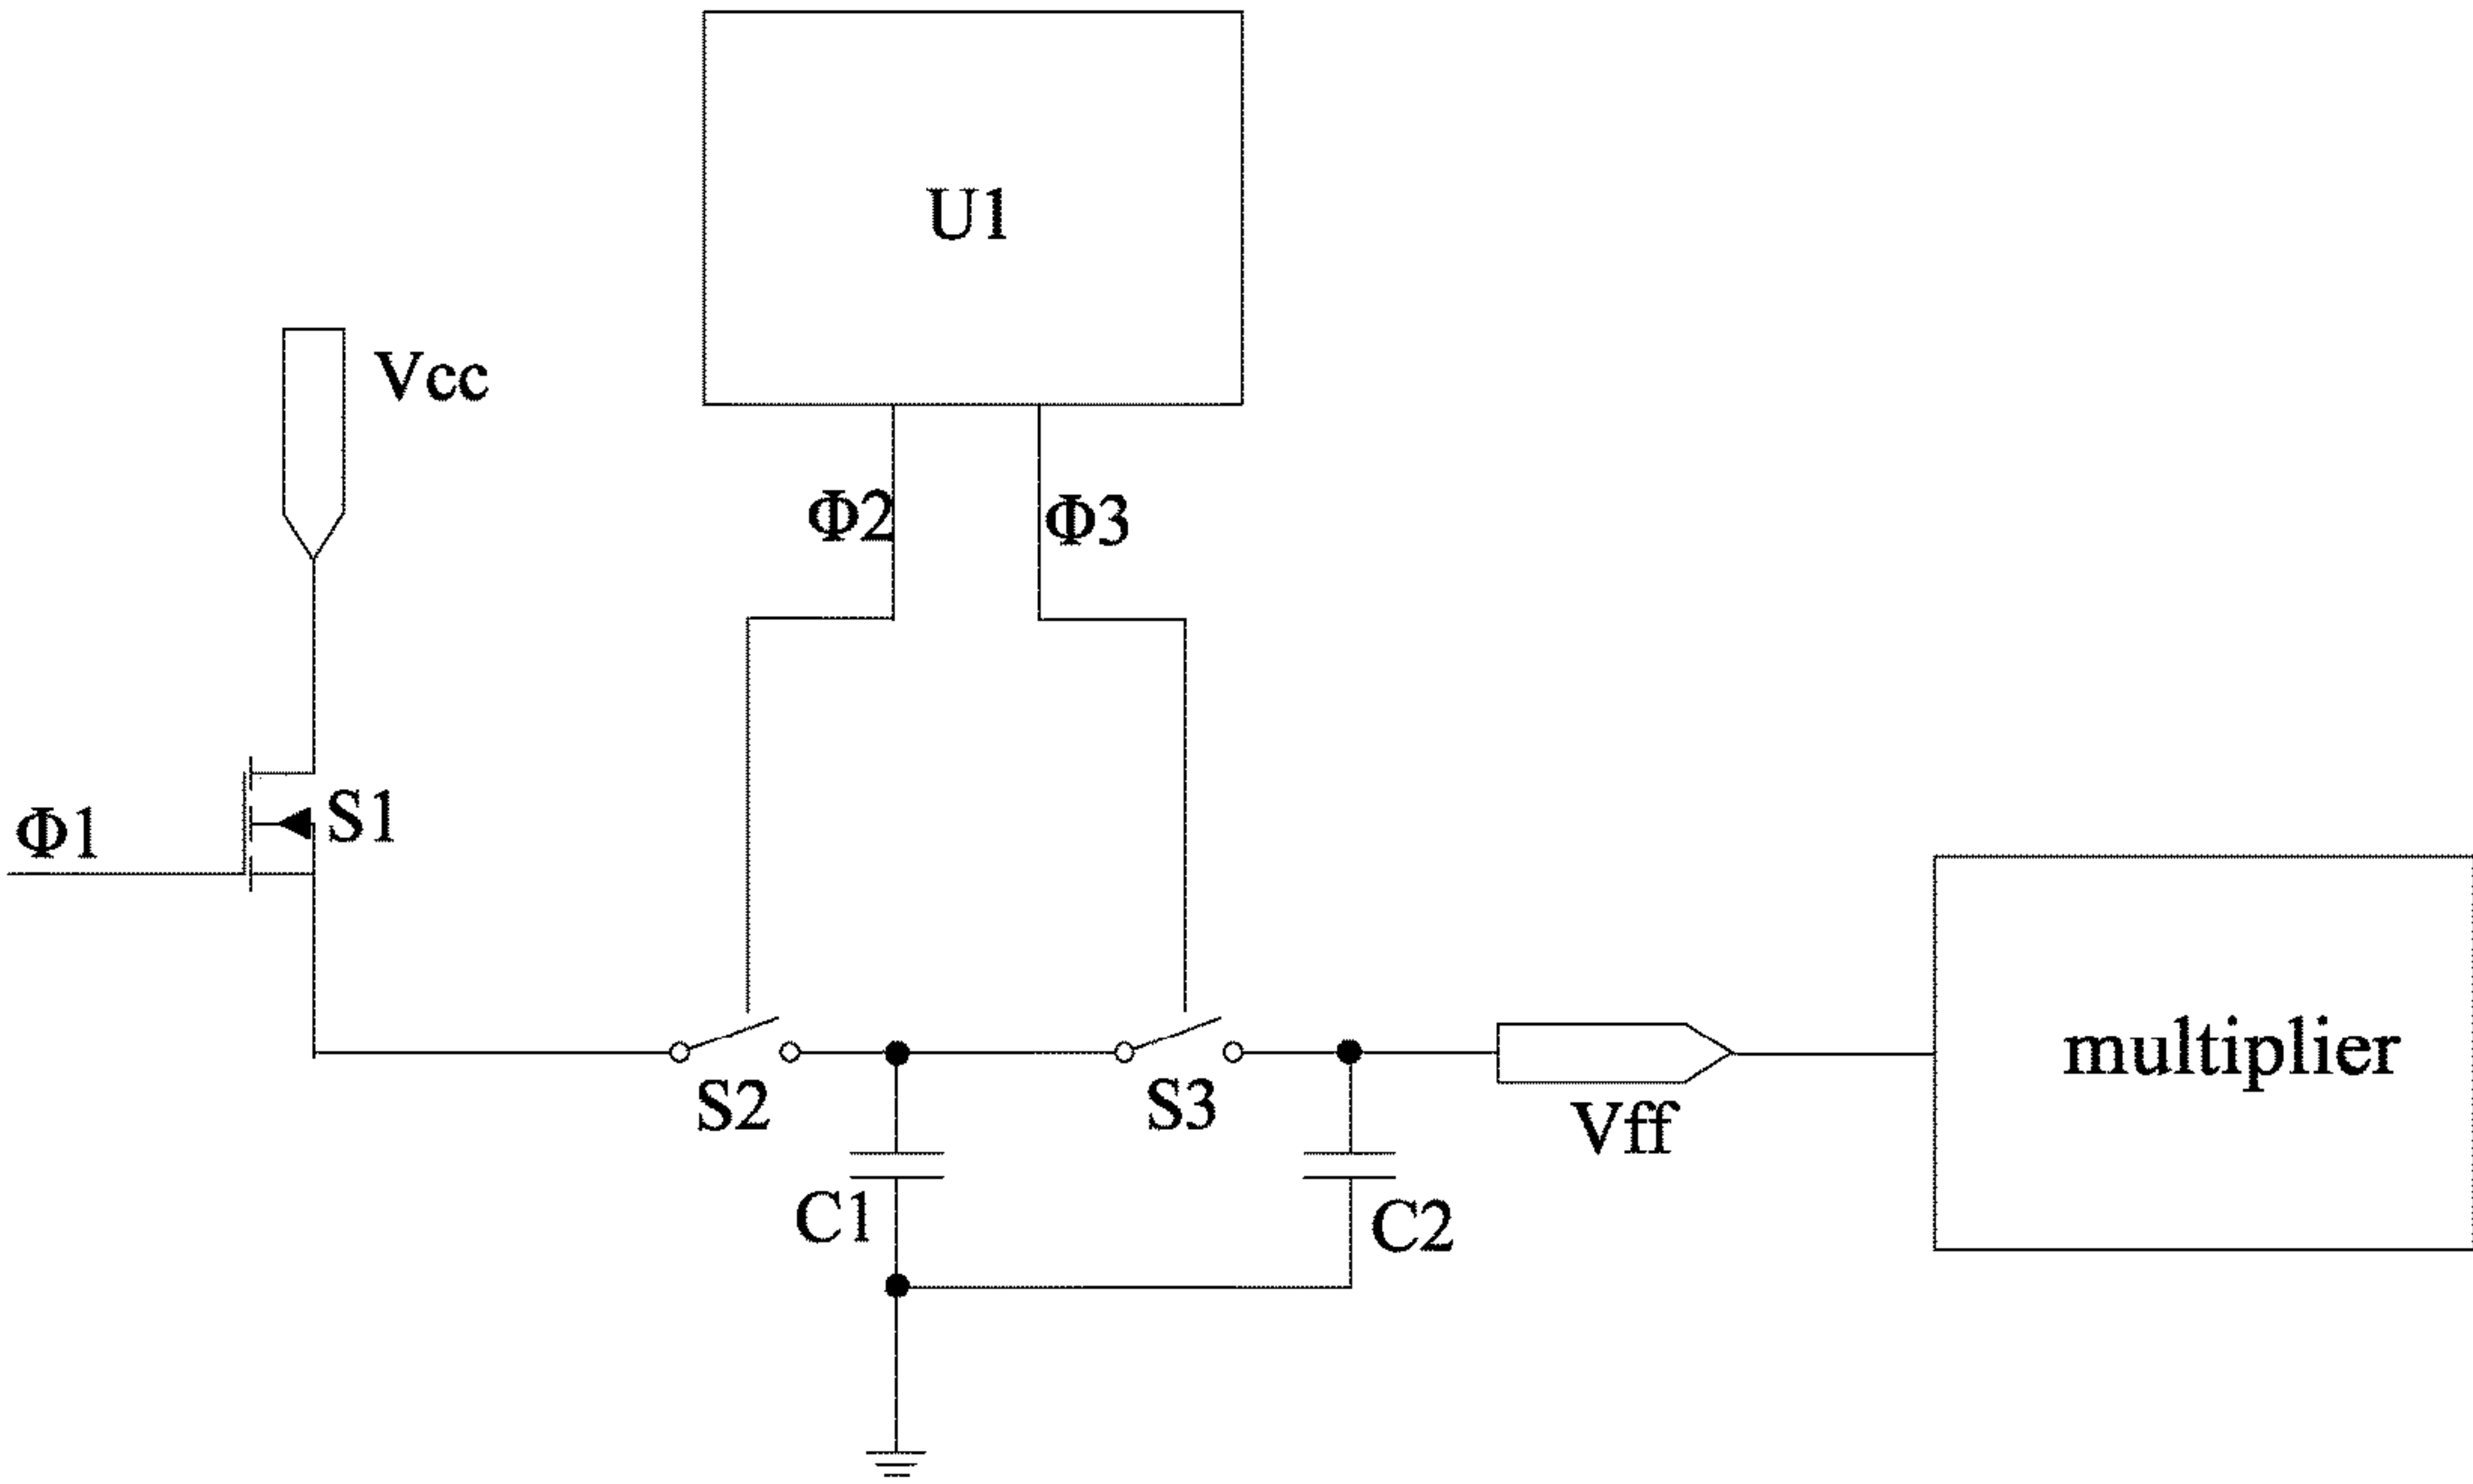 U1
Vcc
Φ2
Φ3
S1
Φ1
multiplier
S2
S3
Vff
C1
C2